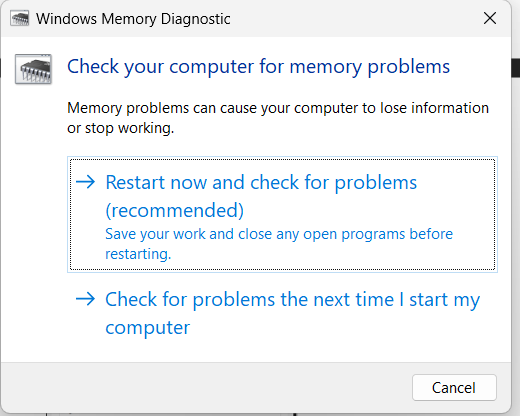 Windows Memory Diagnostic
Check your computer for memory problems
Memory problems can cause your computer to lose information
or stop working.
Restart now and check for problems
(recommended)
Save your work and close any open programs before
restarting.
Check for problems the next time I start my
computer
Cancel